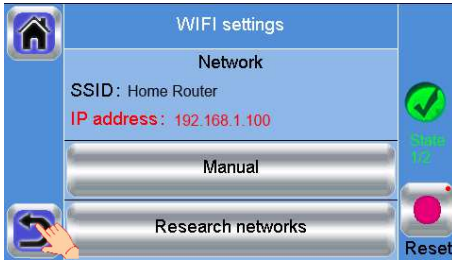 WIFI settings
Network
SSID: Home Router
IP address: 192.168.1.100
Manual
Research networks
State
1/2
Reset